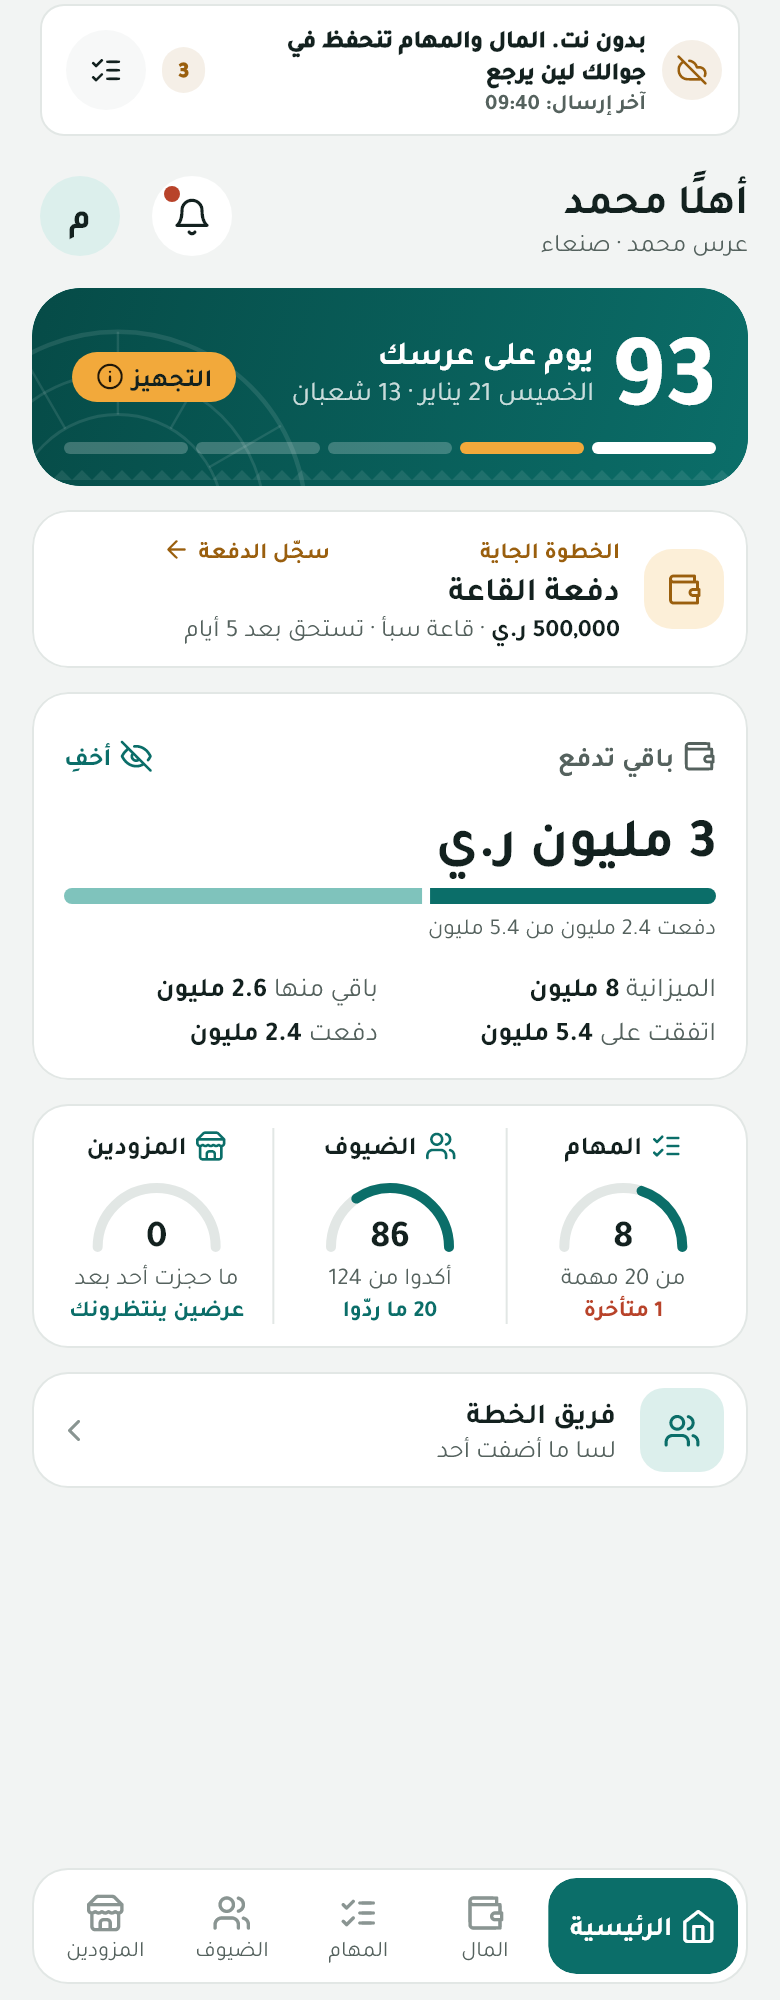 بدون نت. المال والمهام تنحفظ في
جوالك لين يرجع
آخر إرسال: 09:40
3
أهلًا محمد
عرس محمد · صنعاء
م
93
يوم على عرسك
الخميس 21 يناير · 13 شعبان
التجهيز
الخطوة الجاية
سجّل الدفعة
دفعة القاعة
500,000 ر.ي · قاعة سبأ · تستحق بعد 5 أيام
باقي تدفع
أخفِ
3 مليون ر.ي
دفعت 2.4 مليون من 5.4 مليون
الميزانية 8 مليون
باقي منها 2.6 مليون
اتفقت على 5.4 مليون
دفعت 2.4 مليون
المهام
8
من 20 مهمة
1 متأخرة
الضيوف
86
أكدوا من 124
20 ما ردّوا
المزودين
0
ما حجزت أحد بعد
عرضين ينتظرونك
فريق الخطة
لسا ما أضفت أحد
الرئيسية
المال
المهام
الضيوف
المزودين